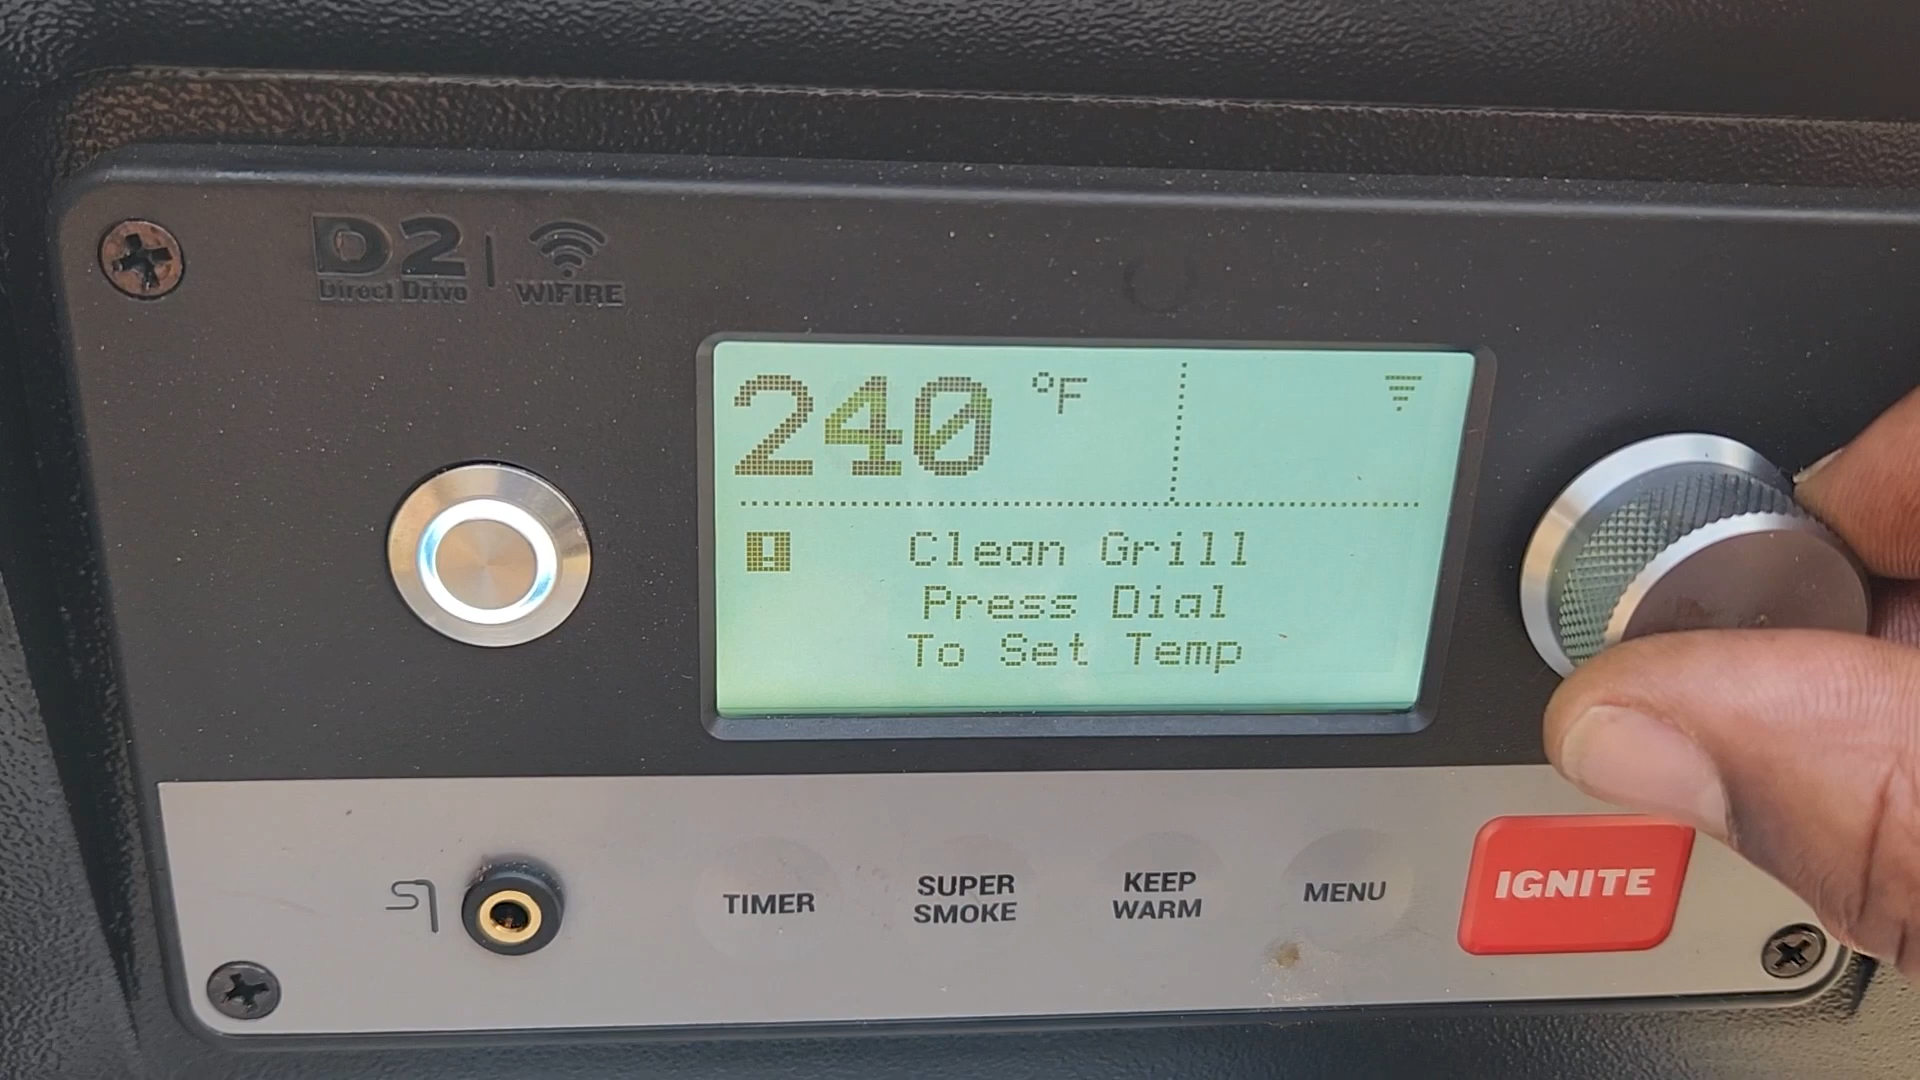 D2
Direct Drive
WiFIRE
240 °F
Clean Grill
Press Dial
To Set Temp
TIMER
SUPER
SMOKE
KEEP
WARM
MENU
IGNITE